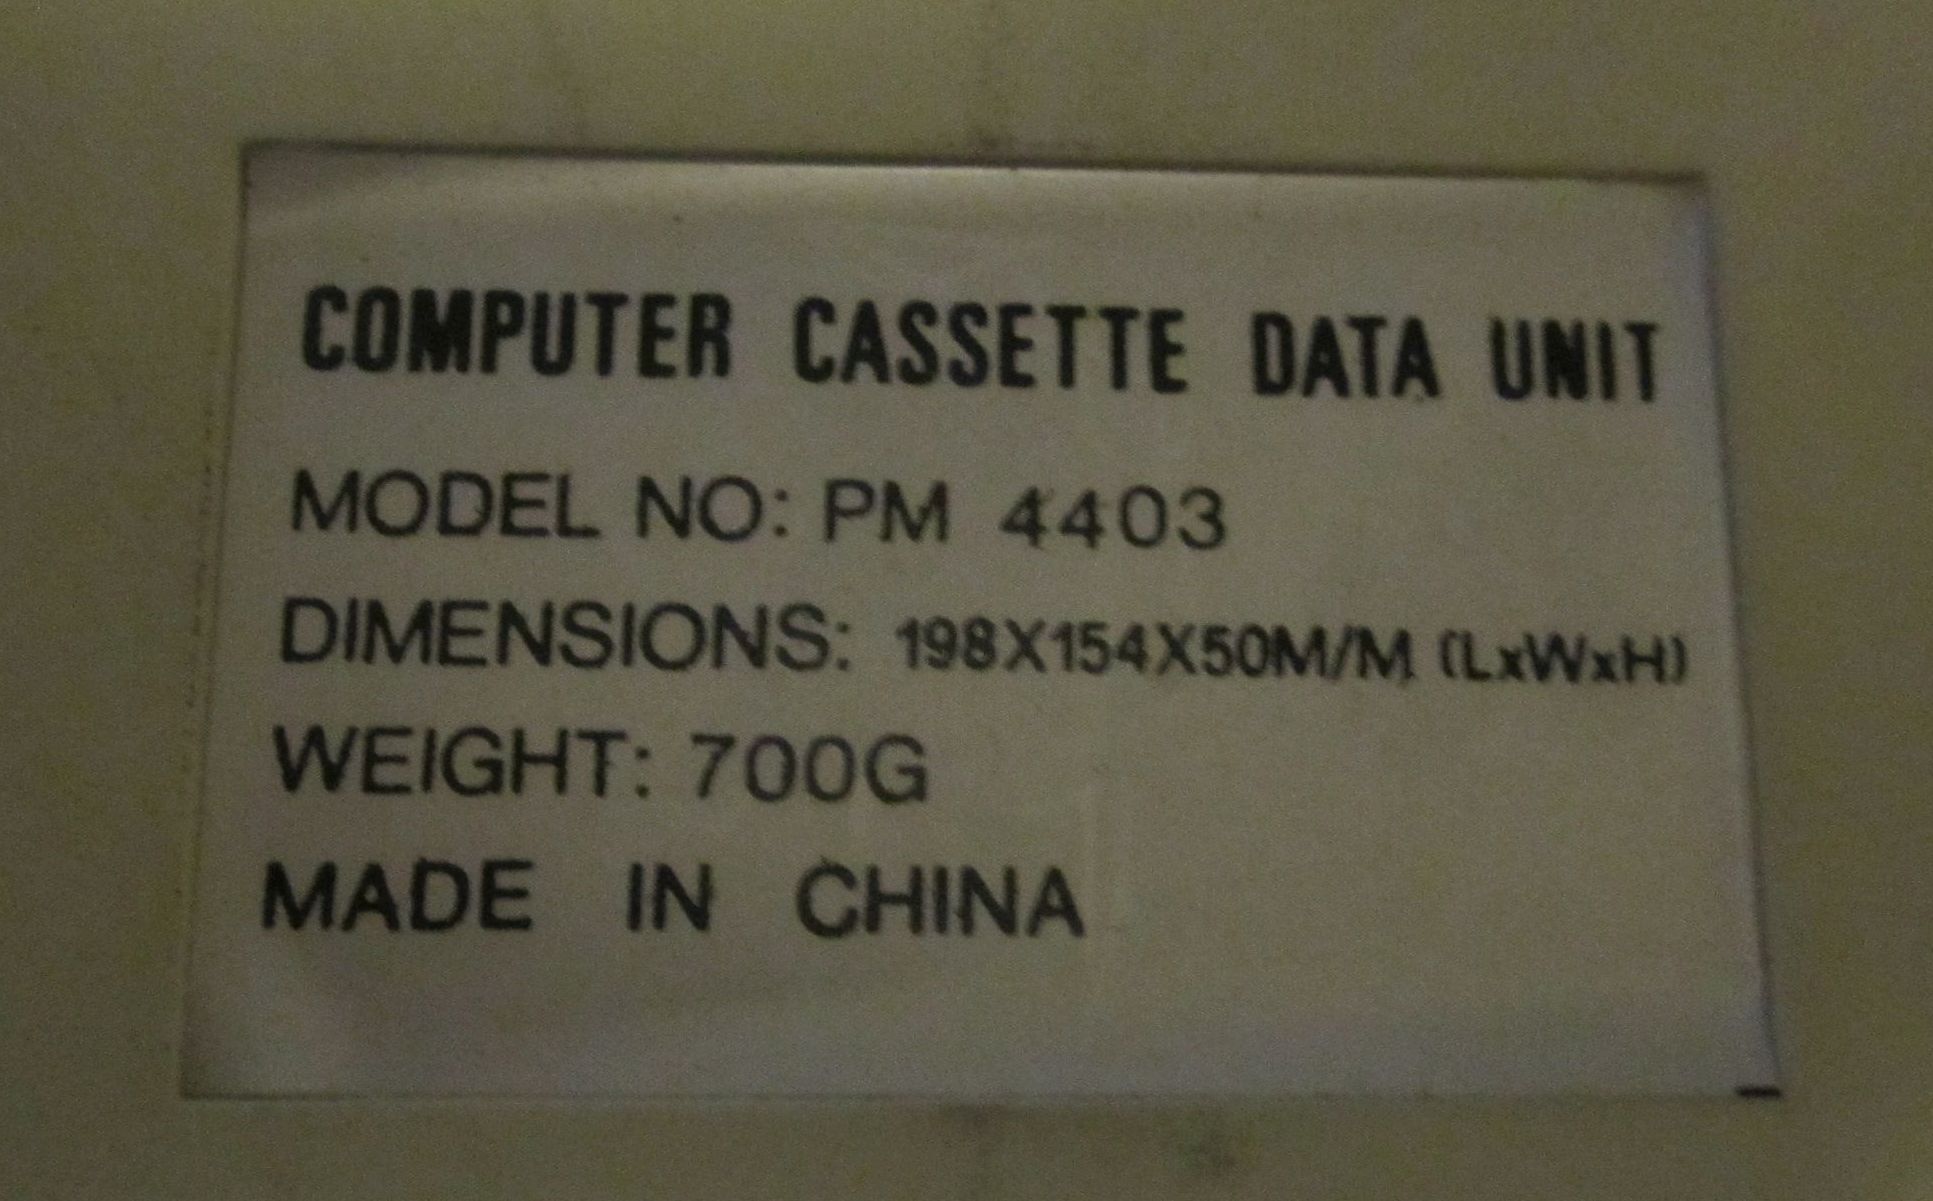 COMPUTER CASSETTE DATA UNIT
MODEL NO: PM 4403
DIMENSIONS: 198X154X50M/M (LxWxH)
WEIGHT: 700G
MADE IN CHINA